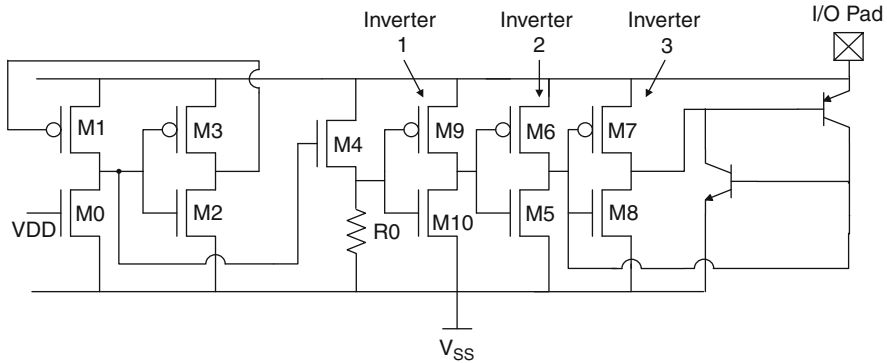 I/O Pad
Inverter
1
Inverter
2
Inverter
3
M1
M3
M4
M9
M6
M7
M0
VDD
M2
R0
M10
M5
M8
VSS